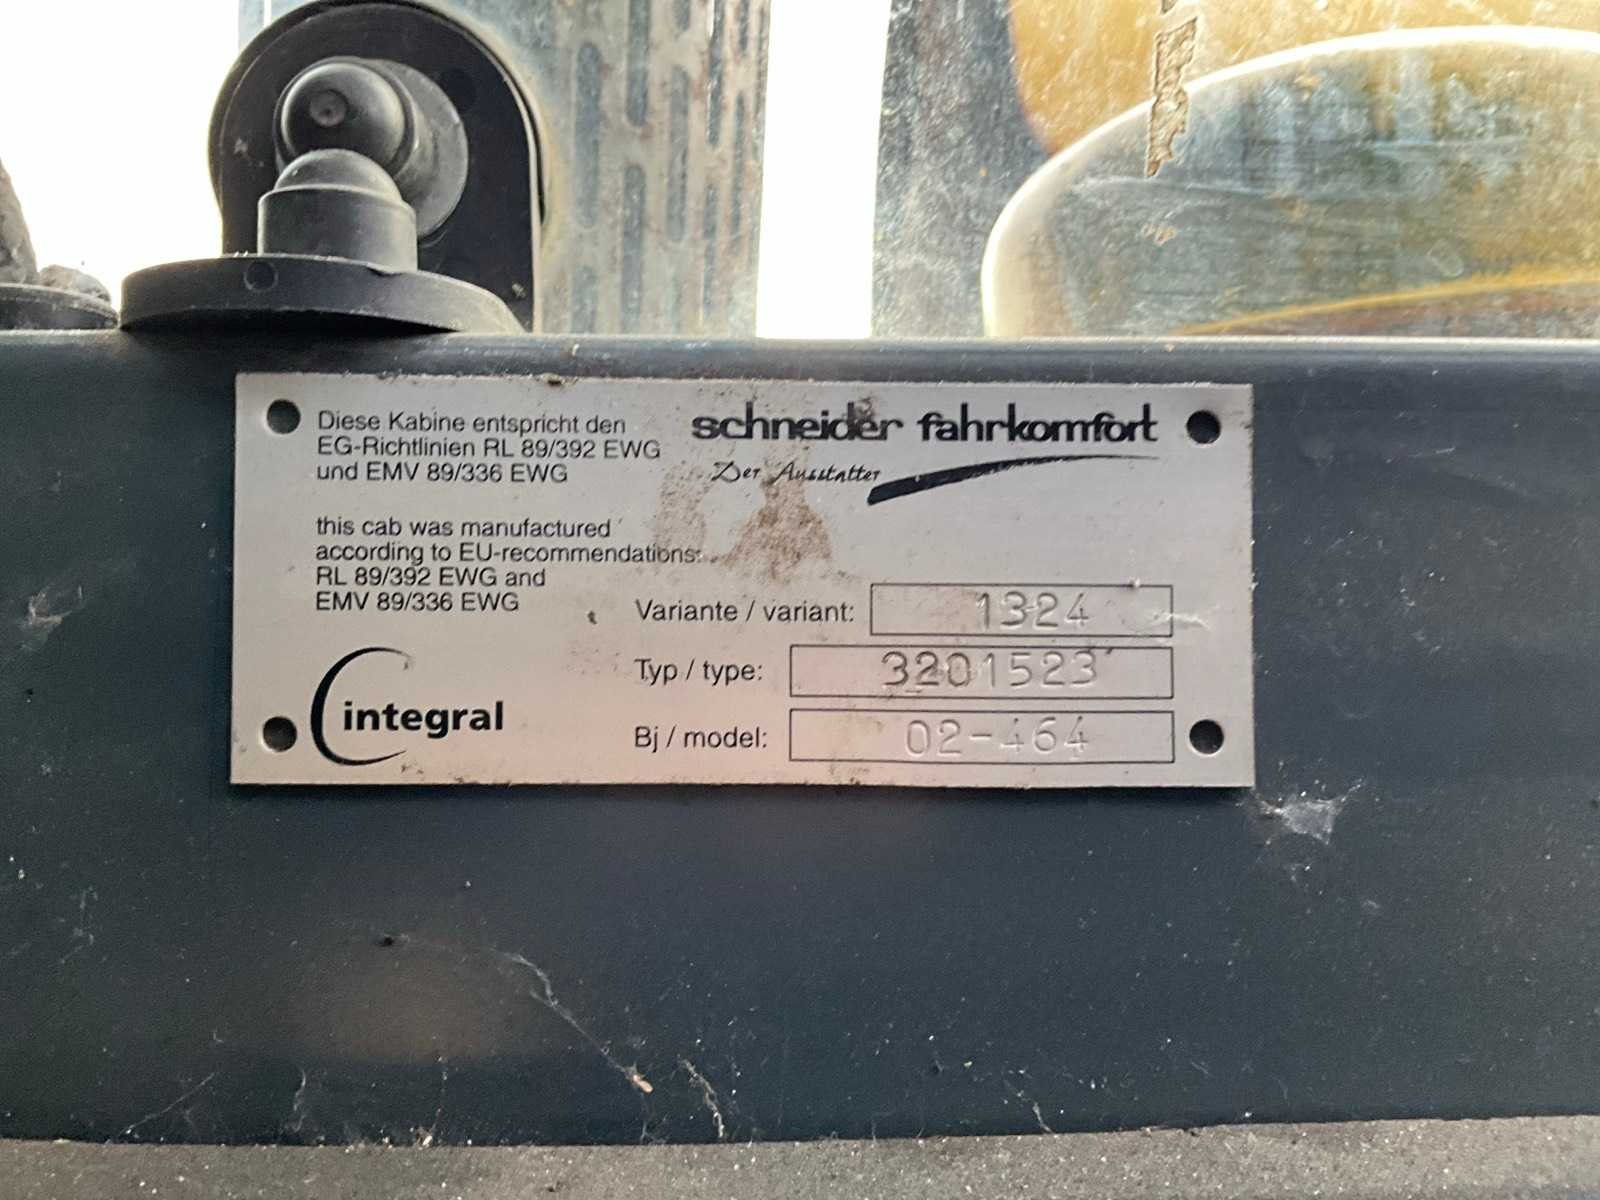 Diese Kabine entspricht den
EG-Richtlinien RL 89/392 EWG
und EMV 89/336 EWG
schneider fahrkomfort
Der Ausstatter
this cab was manufactured
according to EU-recommendations:
RL 89/392 EWG and
EMV 89/336 EWG
Variante / variant: 1324
Typ / type: 3201523
Bj / model: 02-464
integral